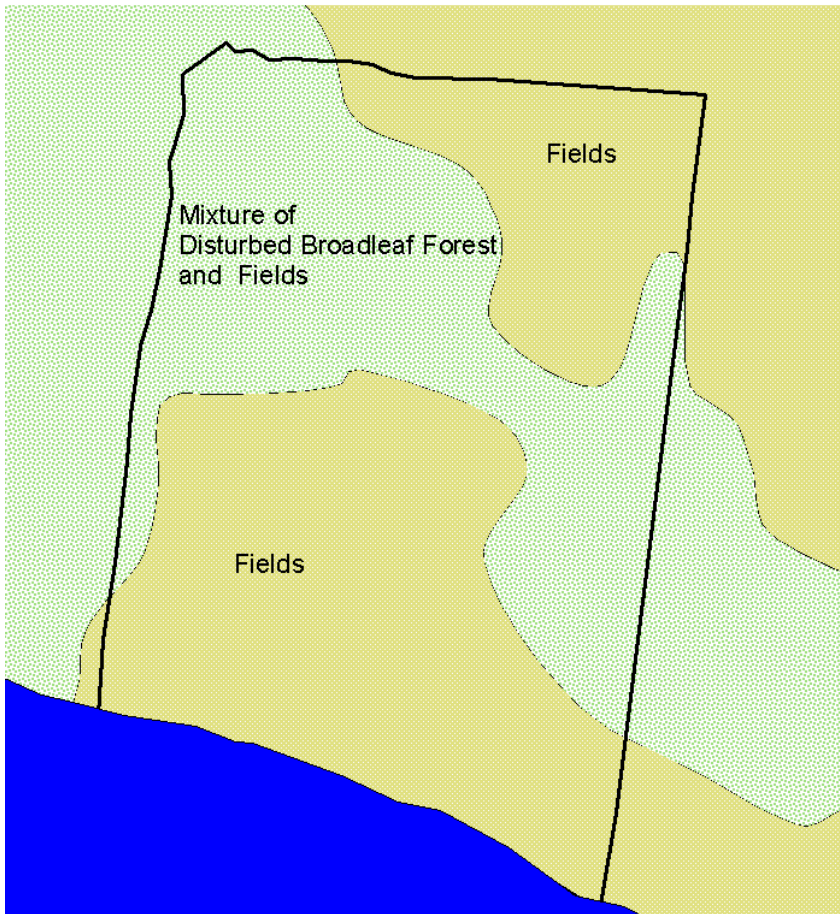 Fields
Mixture of
Disturbed Broadleaf Forest
and Fields
Fields